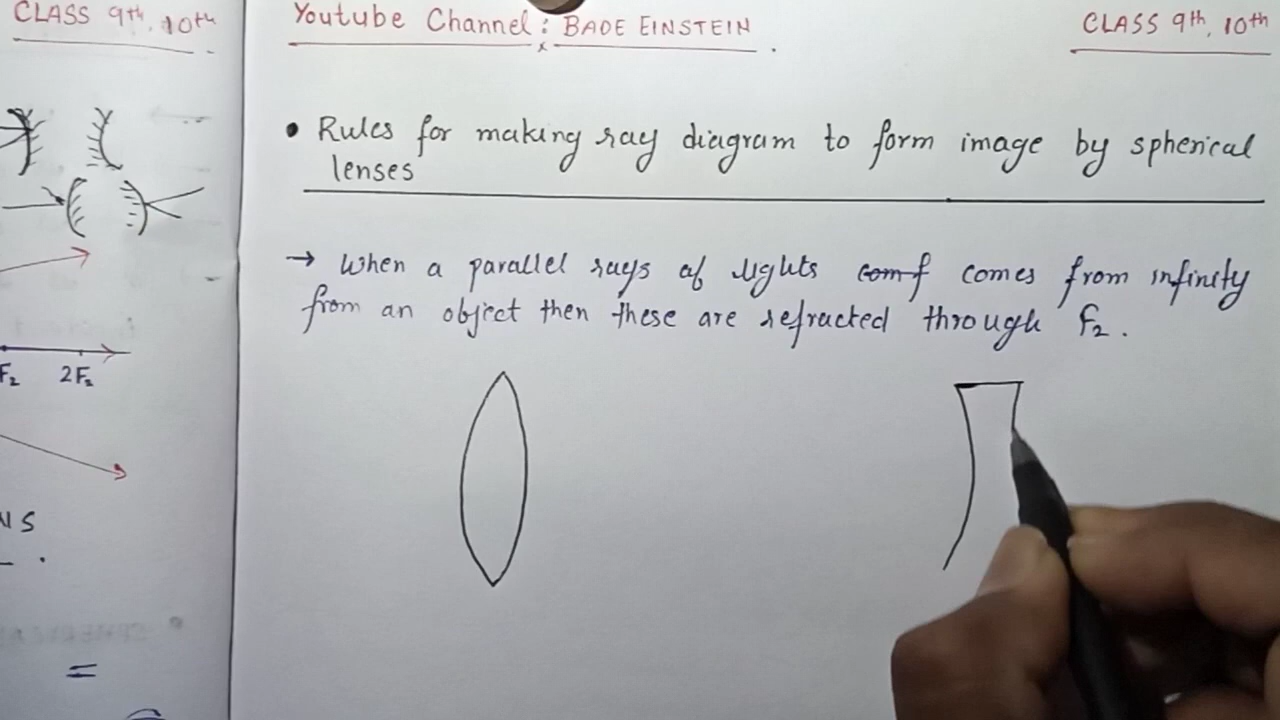 CLASS 9th, 10th
Youtube Channel : BADE EINSTEIN
CLASS 9th, 10th
• Rules for making ray diagram to form image by spherical
lenses
→ When a parallel rays of lights comf comes from infinity
from an object then these are refracted through F₂.
F₂ 2F₂
NS
=